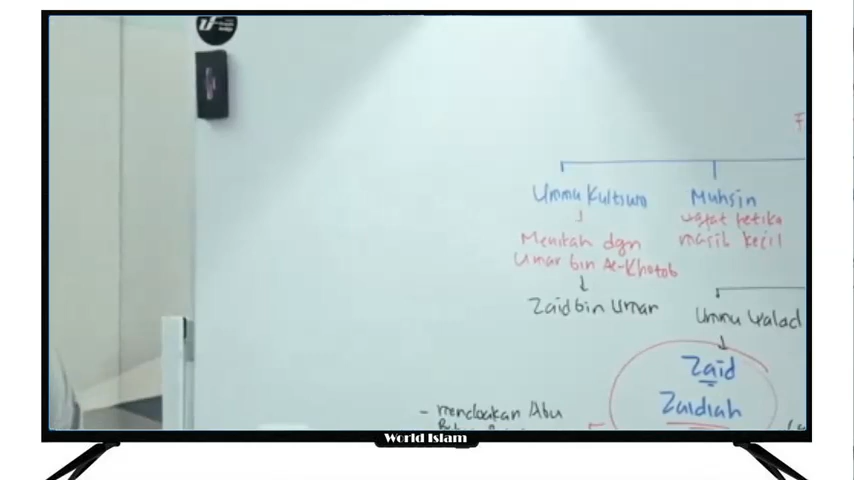 Ummu Kultsum
Muhsin
wafat ketika
masih kecil
Menikah dgn
Umar bin Al-Khotob
Zaid bin Umar
Ummu Walad
Zaid
Zaidiah
- mendoakan Abu
World Islam